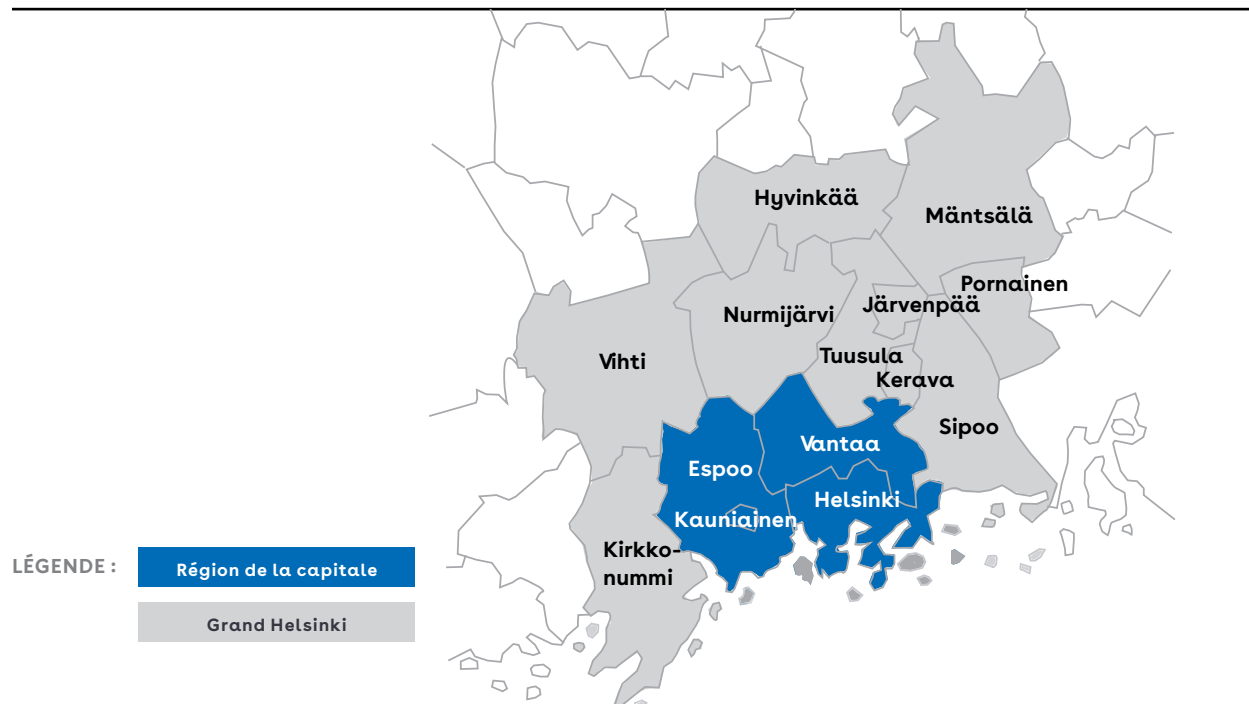 Hyvinkää
Mäntsälä
Pornainen
Järvenpää
Nurmijärvi
Tuusula
Vihti
Kerava
Sipoo
Vantaa
Espoo
Helsinki
Kauniainen
Kirkko-
nummi
LÉGENDE :
Région de la capitale
Grand Helsinki